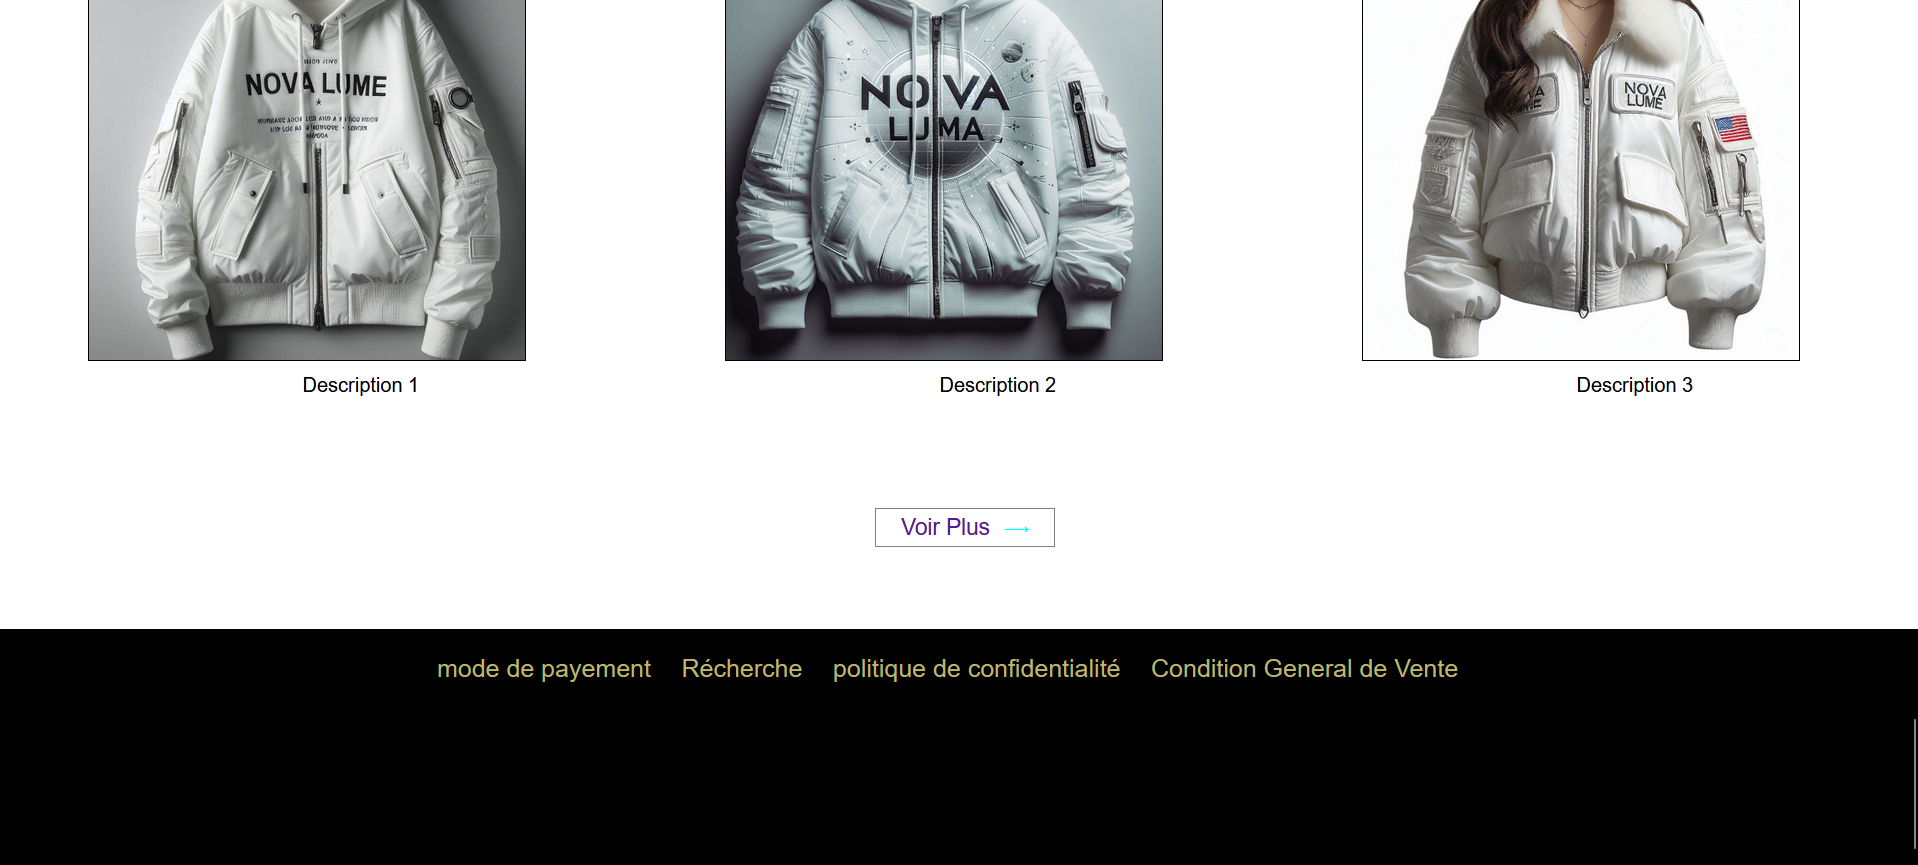 NOVA LUME
NOVA
LUMA
NOVA
LUME
Description 1
Description 2
Description 3
Voir Plus →
mode de payement Récherche politique de confidentialité Condition General de Vente